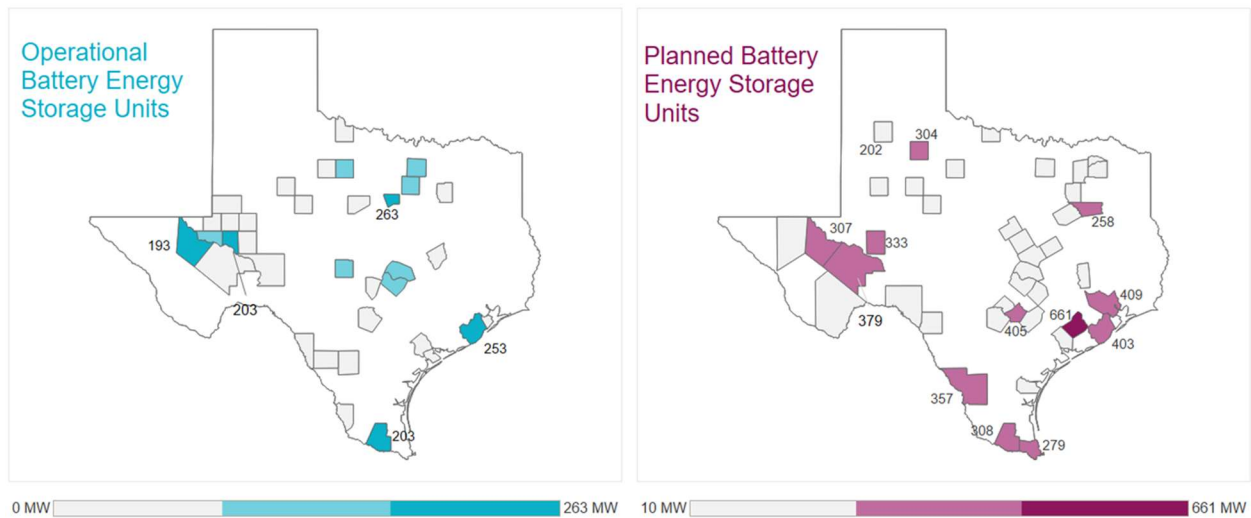 Operational
Battery Energy
Storage Units
263
193
203
253
203
0 MW
263 MW
Planned Battery
Energy Storage
Units
304
202
258
307
333
409
661
379
405
403
357
308
279
10 MW
661 MW